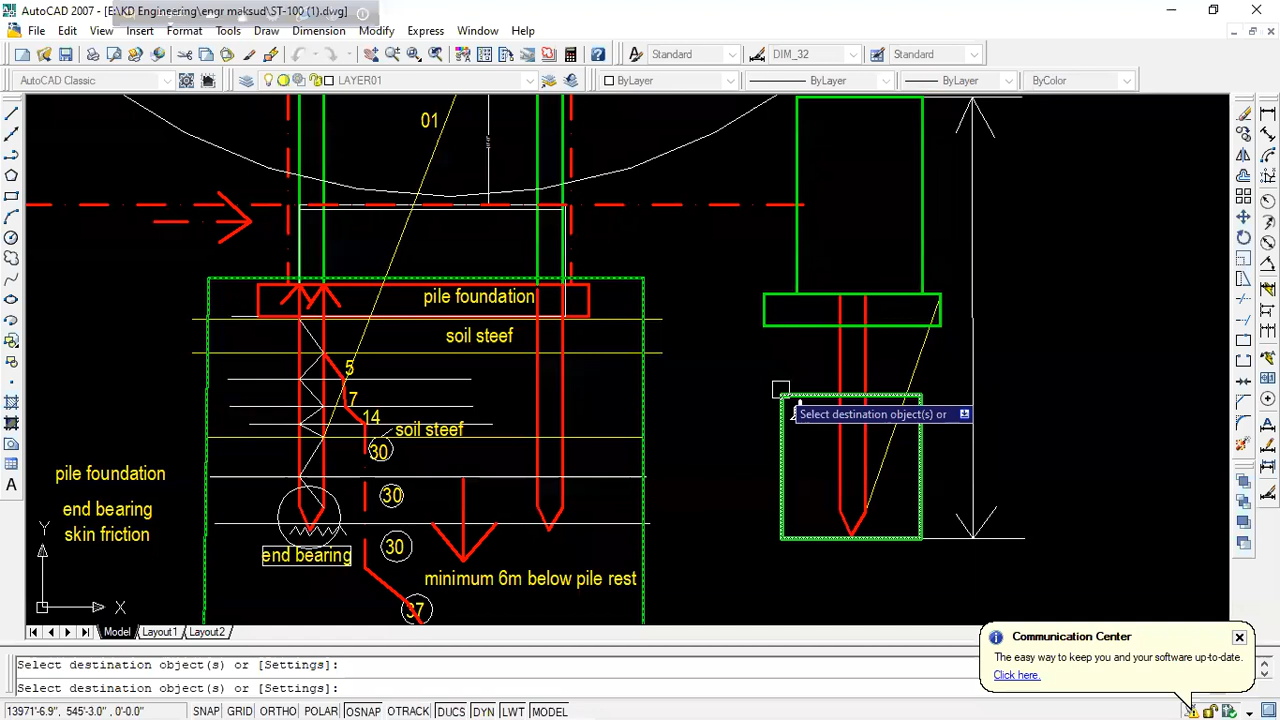 AutoCAD 2007 - [E:\KD Engineering\engr maksud\ST-100 (1).dwg]
File Edit View Insert Format Tools Draw Dimension Modify Express Window Help
Standard DIM_32 Standard
AutoCAD Classic LAYER01 ByLayer ByLayer ByLayer ByColor
01
pile foundation
soil steef
5
7
14
soil steef
30
30
30
37
end bearing
minimum 6m below pile rest
pile foundation
end bearing
skin friction
Y
X
Select destination object(s) or
Model Layout1 Layout2
Communication Center
The easy way to keep you and your software up-to-date.
Click here.
Select destination object(s) or [Settings]:
Select destination object(s) or [Settings]:
13971'-6.9", 545'-3.0" , 0'-0.0" SNAP GRID ORTHO POLAR OSNAP OTRACK DUCS DYN LWT MODEL